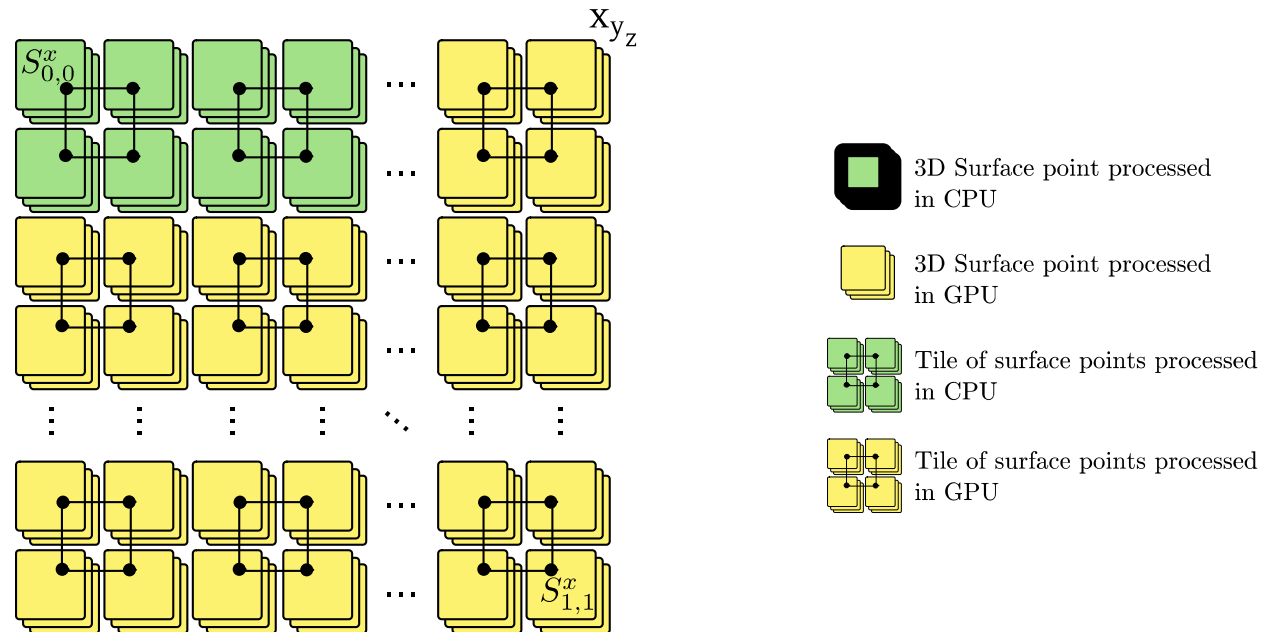 x_{y_z}
S^x_{0,0}
3D Surface point processed
in CPU
3D Surface point processed
in GPU
Tile of surface points processed
in CPU
Tile of surface points processed
in GPU
S^x_{1,1}